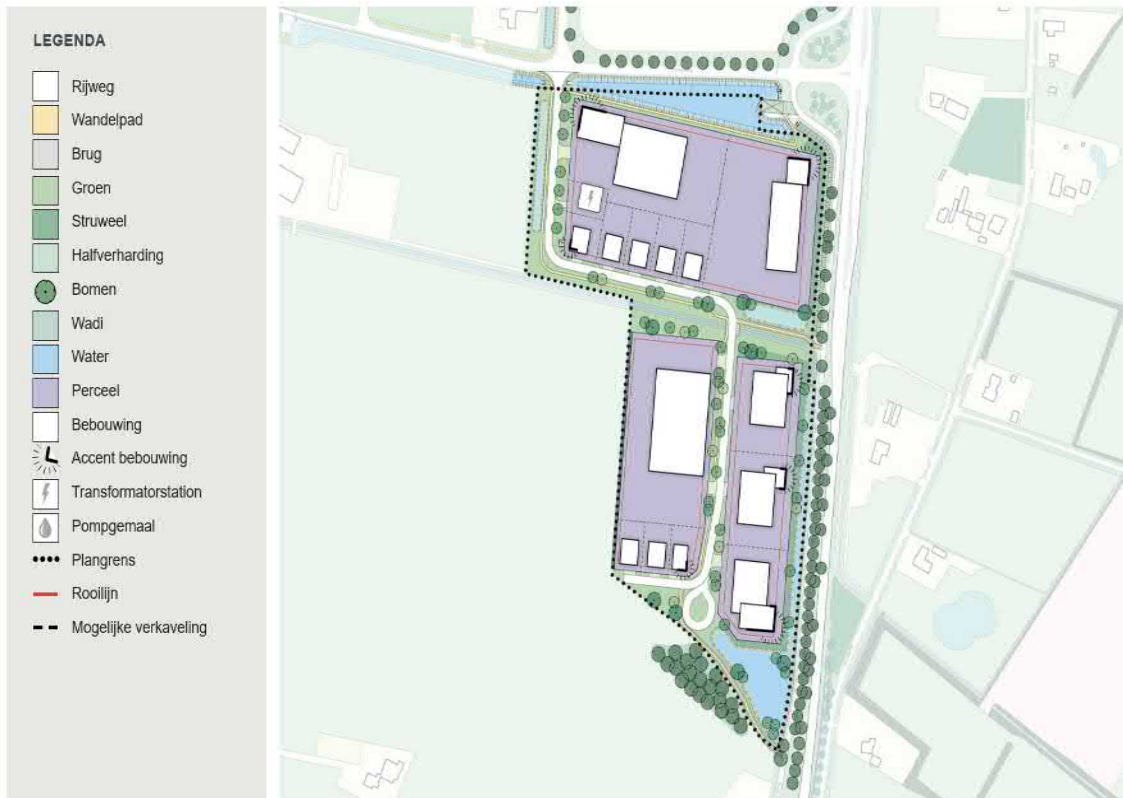 LEGENDA
Rijweg
Wandelpad
Brug
Groen
Struweel
Halfverharding
Bomen
Wadi
Water
Perceel
Bebouwing
Accent bebouwing
Transformatorstation
Pompgemaal
Plangrens
Rooilijn
Mogelijke verkaveling